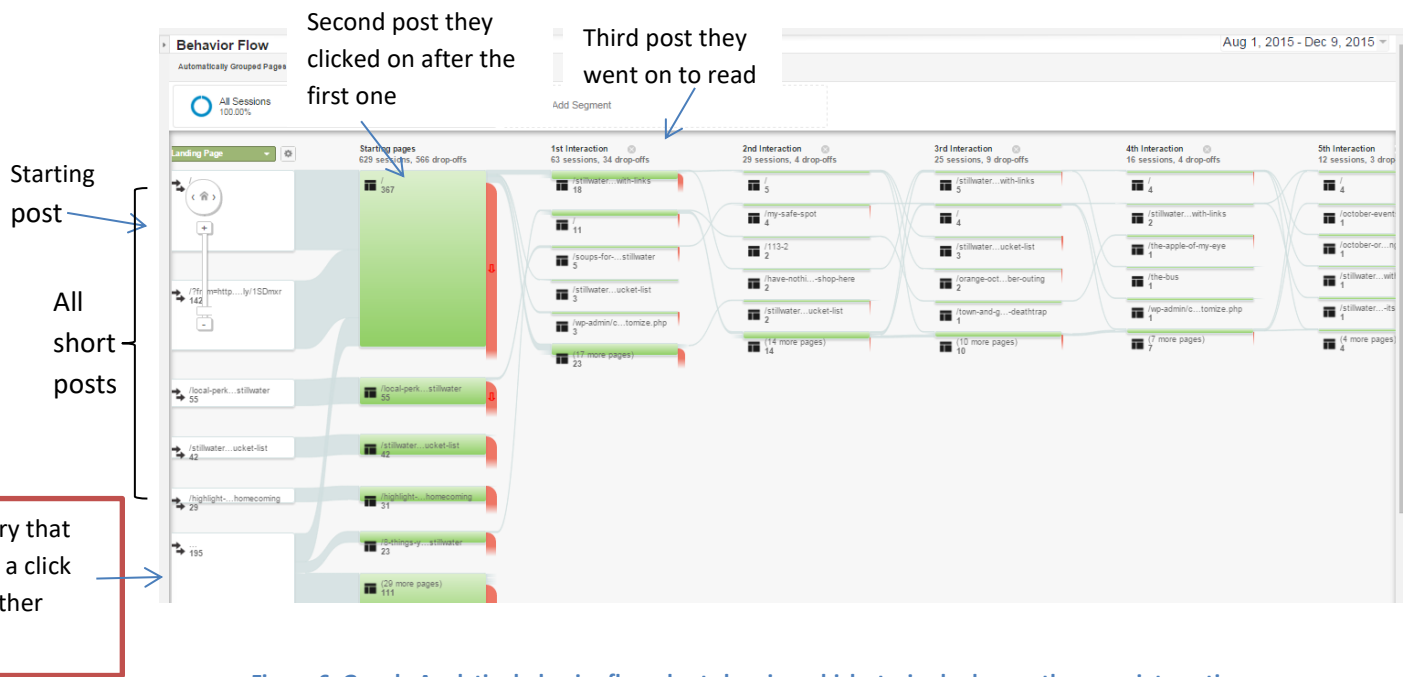 Second post they
clicked on after the
first one
Third post they
went on to read
Starting
post
All
short
posts
ry that
a click
ther
Behavior Flow
Aug 1, 2015 - Dec 9, 2015
Automatically Grouped Pages
All Sessions
100.00%
Add Segment
Landing Page
Starting pages
629 sessions, 566 drop-offs
1st Interaction
63 sessions, 34 drop-offs
2nd Interaction
29 sessions, 4 drop-offs
3rd Interaction
25 sessions, 9 drop-offs
4th Interaction
16 sessions, 4 drop-offs
5th Interaction
12 sessions, 3 drop
/
/?fr m=http....ly/1SDmxr
142
/local-perk...stillwater
55
/stillwater...ucket-list
42
/highlight-...homecoming
29
...
195
/
367
/local-perk...stillwater
55
/stillwater...ucket-list
42
/highlight-...homecoming
31
/5-things-y...stillwater
23
(29 more pages)
111
/stillwater...with-links
18
/
11
/soups-for-...stillwater
5
/stillwater...ucket-list
3
/wp-admin/c...tomize.php
3
(17 more pages)
23
/
5
/my-safe-spot
4
/113-2
2
/have-nothi...-shop-here
2
/stillwater...ucket-list
2
(14 more pages)
14
/stillwater...with-links
5
/
4
/stillwater...ucket-list
3
/orange-oct...ber-outing
2
/town-and-g...-deathtrap
1
(10 more pages)
10
/
4
/stillwater...with-links
2
/the-apple-of-my-eye
1
/the-bus
1
/wp-admin/c...tomize.php
1
(7 more pages)
7
/
4
/october-event
1
/october-or...n
1
/stillwater...wit
1
/stillwater...-its
1
(4 more pages)
4